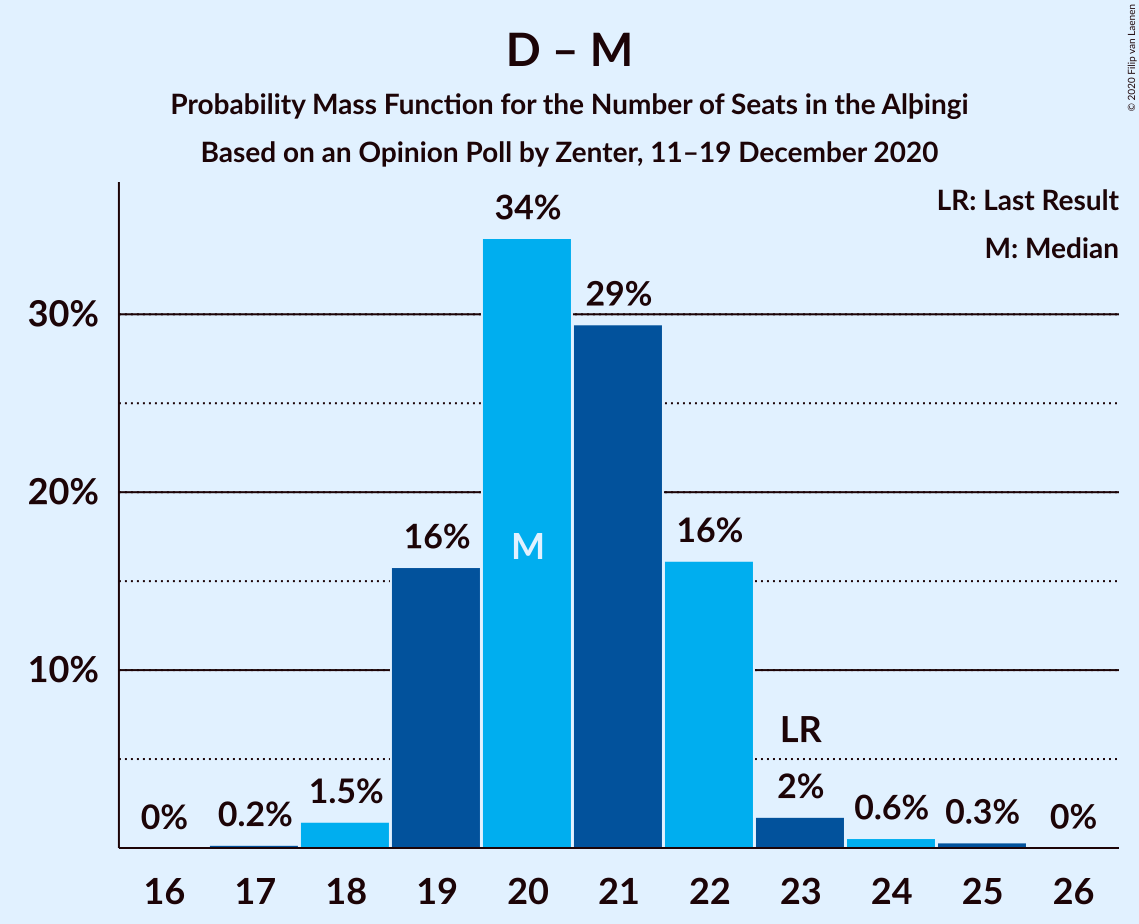 D – M
Probability Mass Function for the Number of Seats in the Alþingi
Based on an Opinion Poll by Zenter, 11–19 December 2020
© 2020 Filip van Laenen
LR: Last Result
M: Median
34%
29%
30%
20%
16%
M
16%
10%
LR
0%
0.2%
1.5%
2%
0.6%
0.3%
0%
16 17 18 19 20 21 22 23 24 25 26